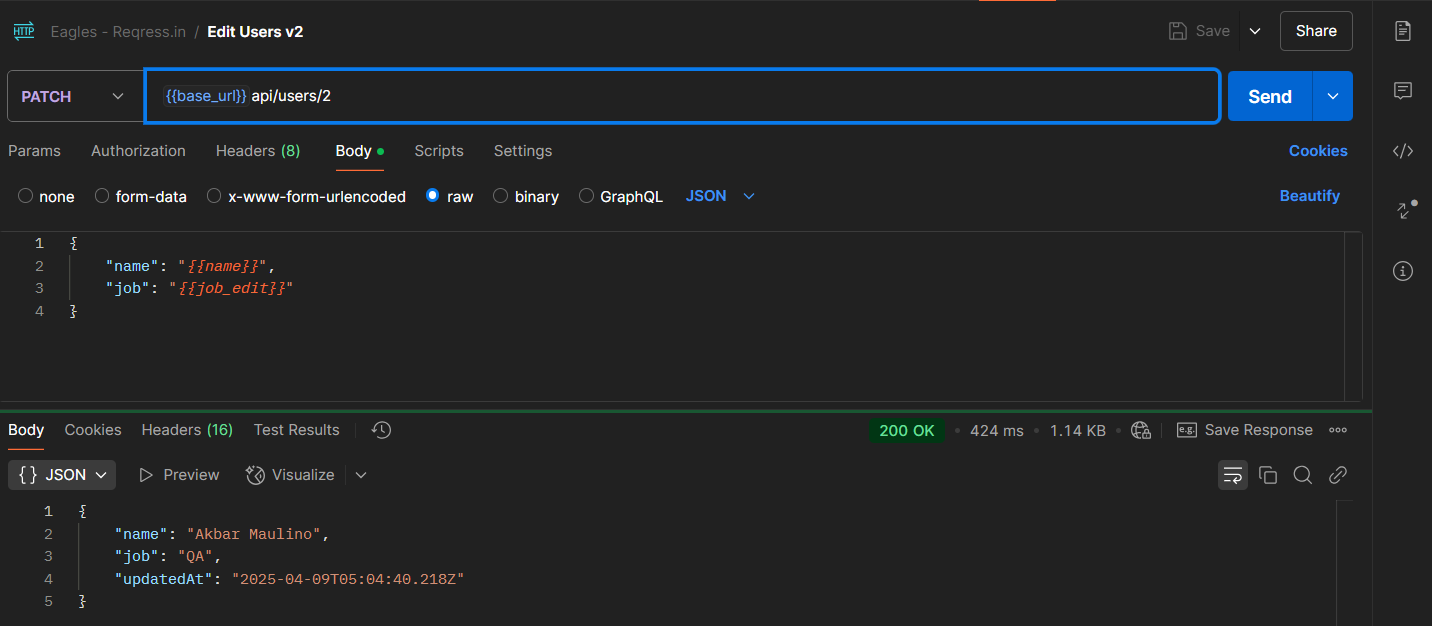 HTTP Eagles - Reqress.in / Edit Users v2 Save Share
PATCH {{base_url}} api/users/2 Send
Params Authorization Headers (8) Body Scripts Settings Cookies
none form-data x-www-form-urlencoded raw binary GraphQL JSON Beautify
1 {
2 "name": "{{name}}",
3 "job": "{{job_edit}}"
4 }
Body Cookies Headers (16) Test Results 200 OK • 424 ms • 1.14 KB • e.g. Save Response
{} JSON Preview Visualize
1 {
2 "name": "Akbar Maulino",
3 "job": "QA",
4 "updatedAt": "2025-04-09T05:04:40.218Z"
5 }